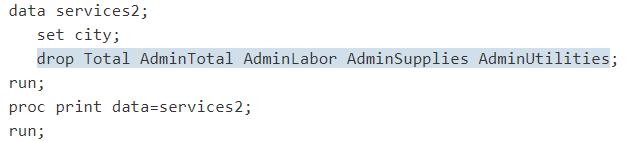 data services2;
   set city;
   drop Total AdminTotal AdminLabor AdminSupplies AdminUtilities;
run;
proc print data=services2;
run;